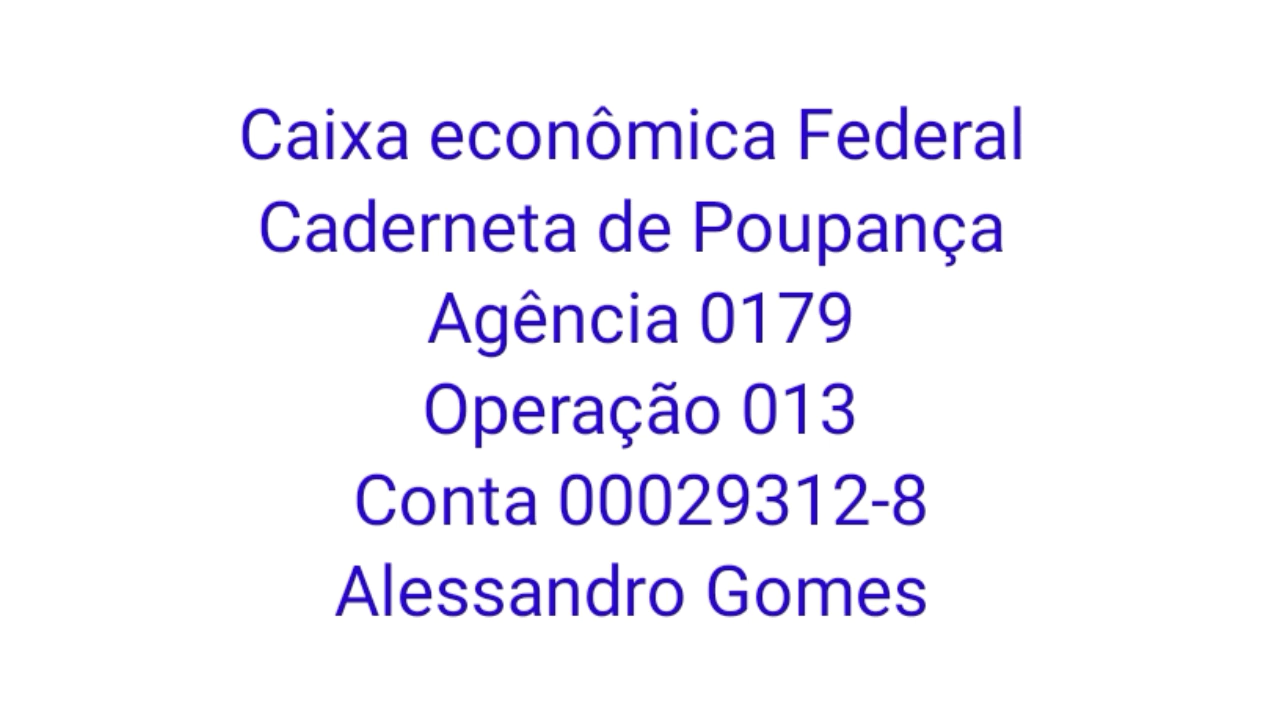 Caixa econômica Federal
Caderneta de Poupança
Agência 0179
Operação 013
Conta 00029312-8
Alessandro Gomes